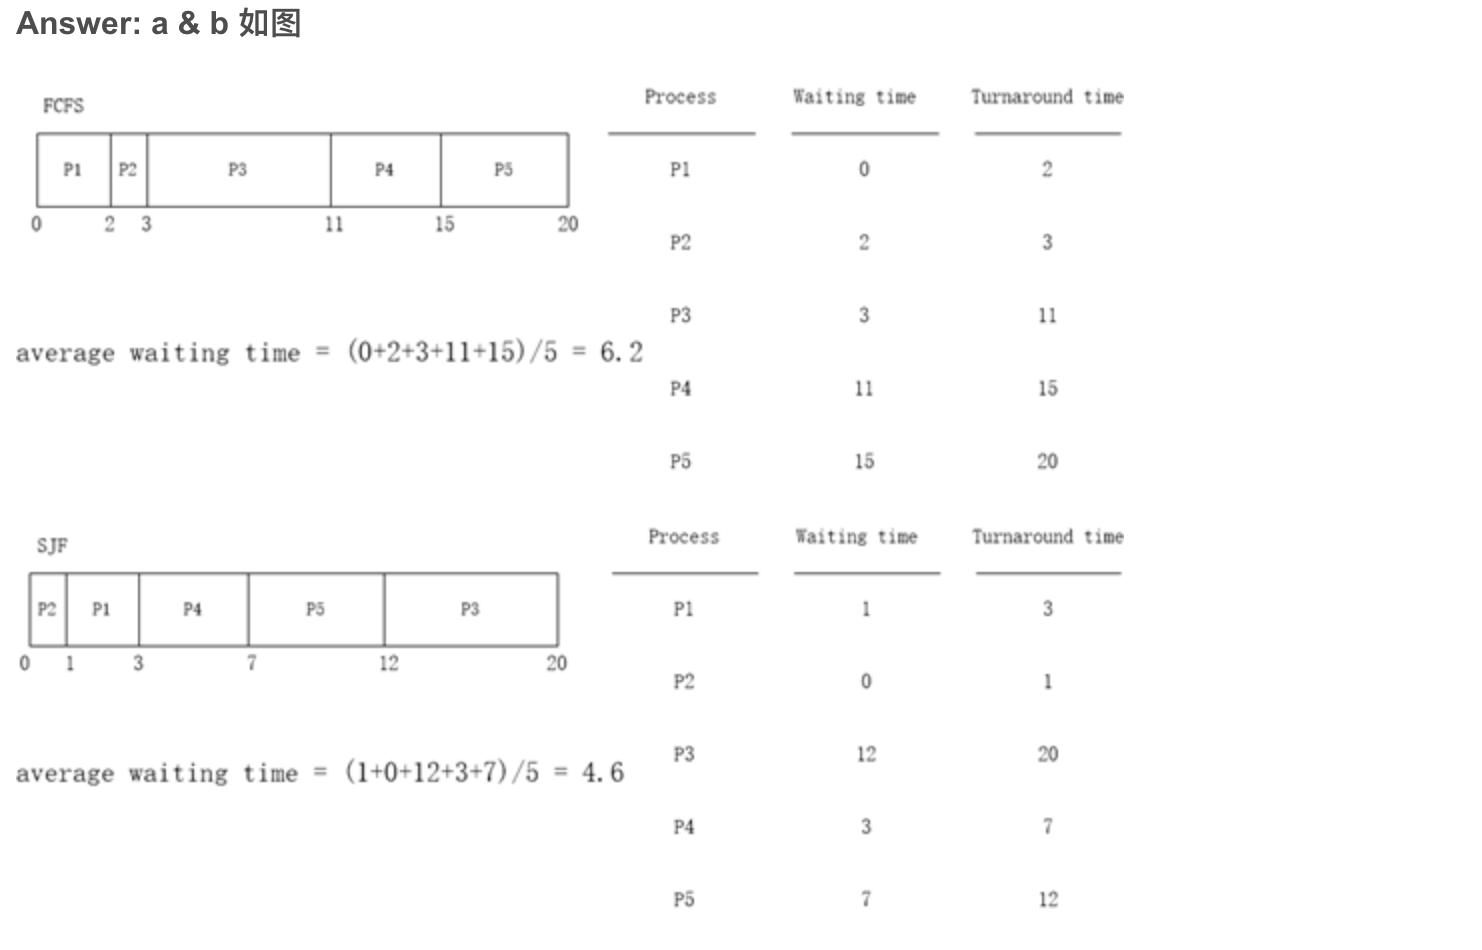 Answer: a & b 如图
FCFS
P1 P2 P3 P4 P5
0 2 3 11 15 20
average waiting time = (0+2+3+11+15)/5 = 6.2
Process Waiting time Turnaround time
P1 0 2
P2 2 3
P3 3 11
P4 11 15
P5 15 20
SJF
P2 P1 P4 P5 P3
0 1 3 7 12 20
average waiting time = (1+0+12+3+7)/5 = 4.6
Process Waiting time Turnaround time
P1 1 3
P2 0 1
P3 12 20
P4 3 7
P5 7 12